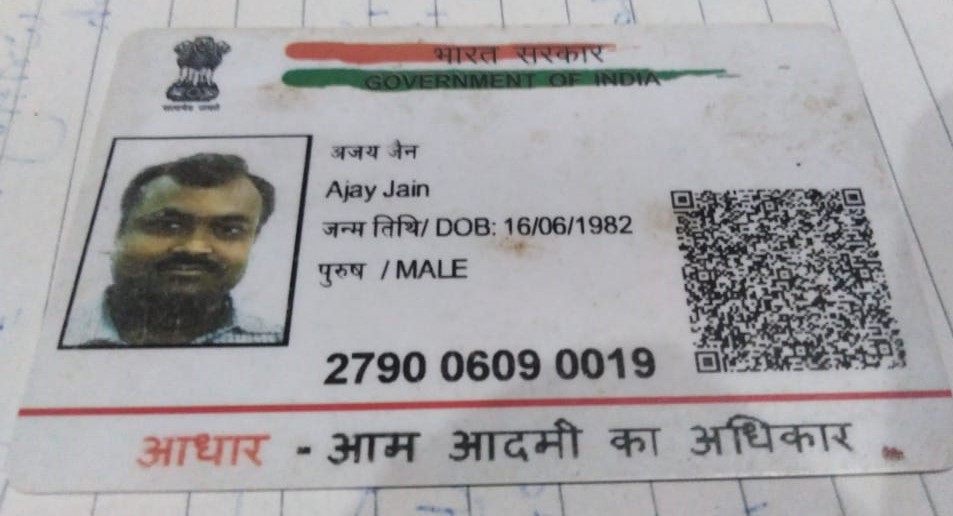 भारत सरकार
GOVERNMENT OF INDIA
सत्यमेव जयते
अजय जैन
Ajay Jain
जन्म तिथि/ DOB: 16/06/1982
पुरुष / MALE
2790 0609 0019
आधार - आम आदमी का अधिकार